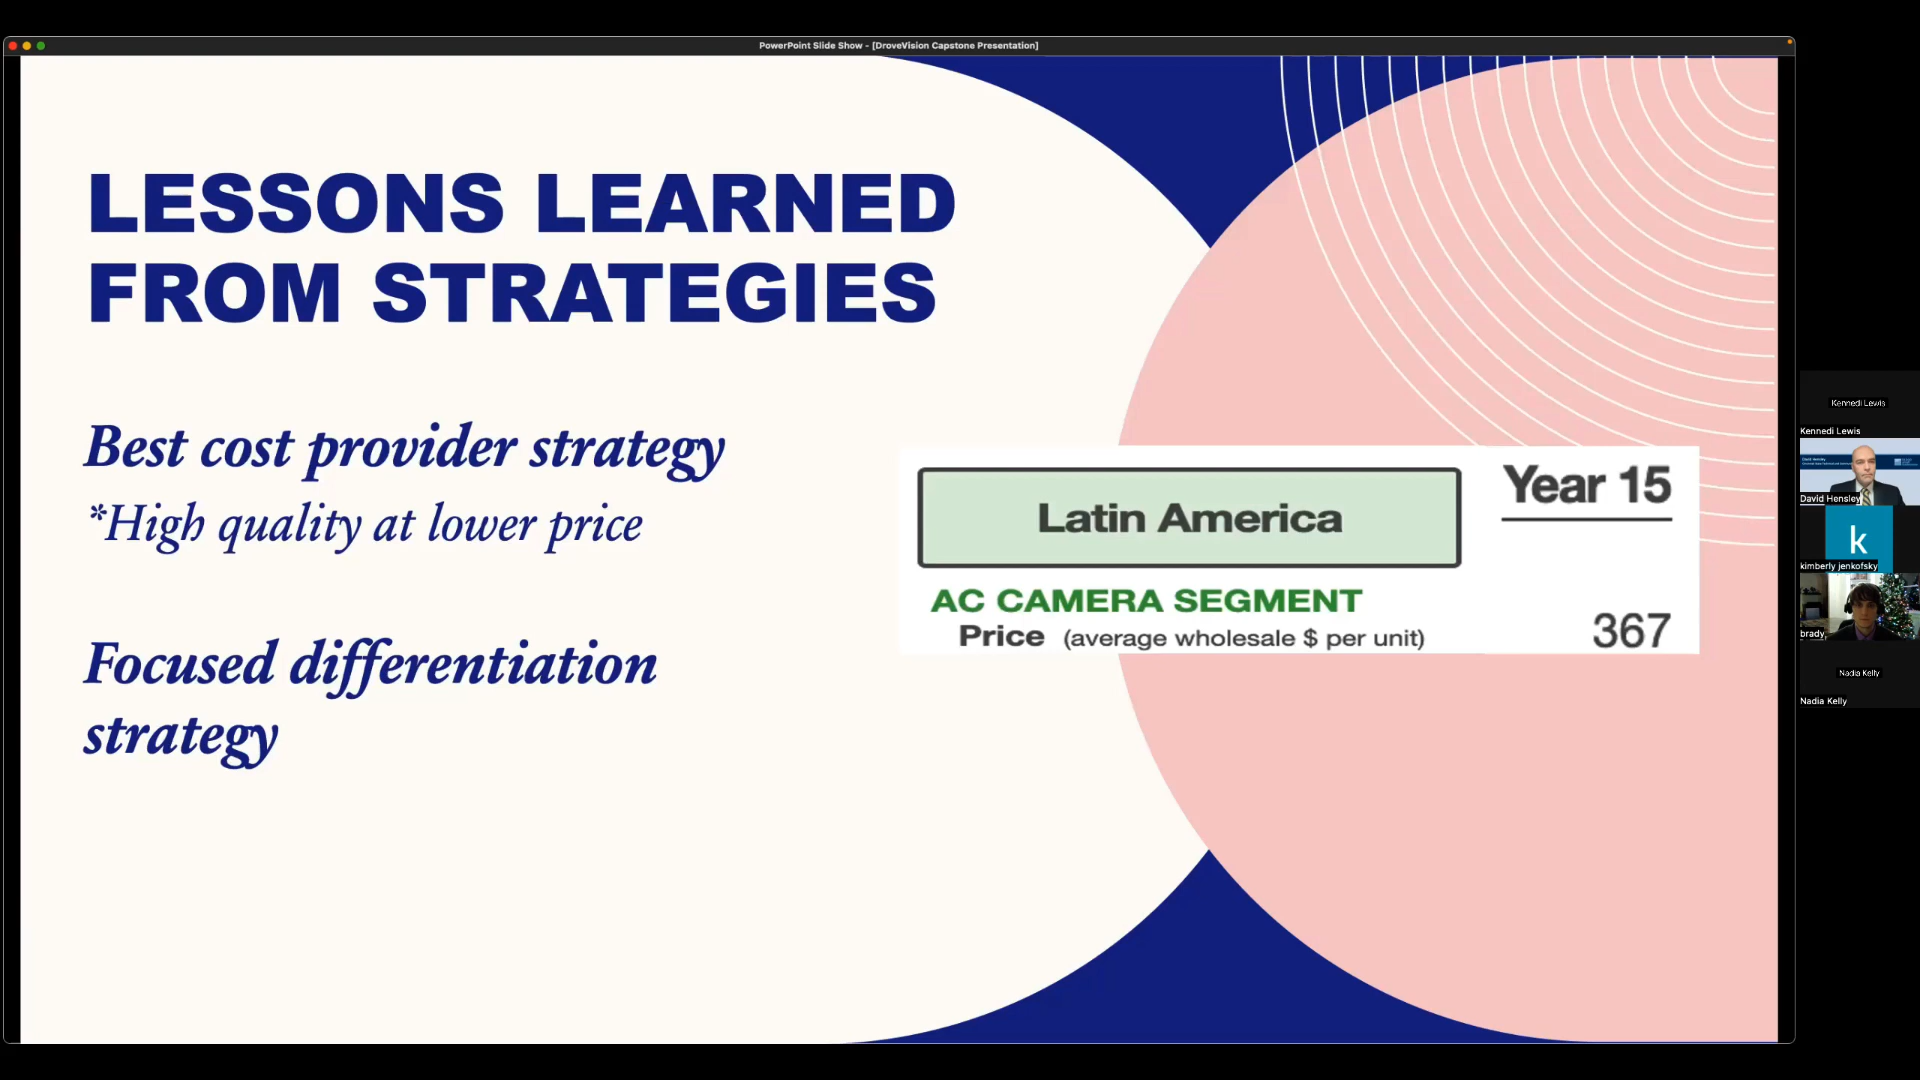 PowerPoint Slide Show - [DroveVision Capstone Presentation]
LESSONS LEARNED
FROM STRATEGIES
Best cost provider strategy
*High quality at lower price
Focused differentiation
strategy
Latin America
Year 15
AC CAMERA SEGMENT
Price (average wholesale $ per unit) 367
Kennedi Lewis
Kennedi Lewis
David Hensley
k
kimberly jenkofsky
brady
Nadia Kelly
Nadia Kelly